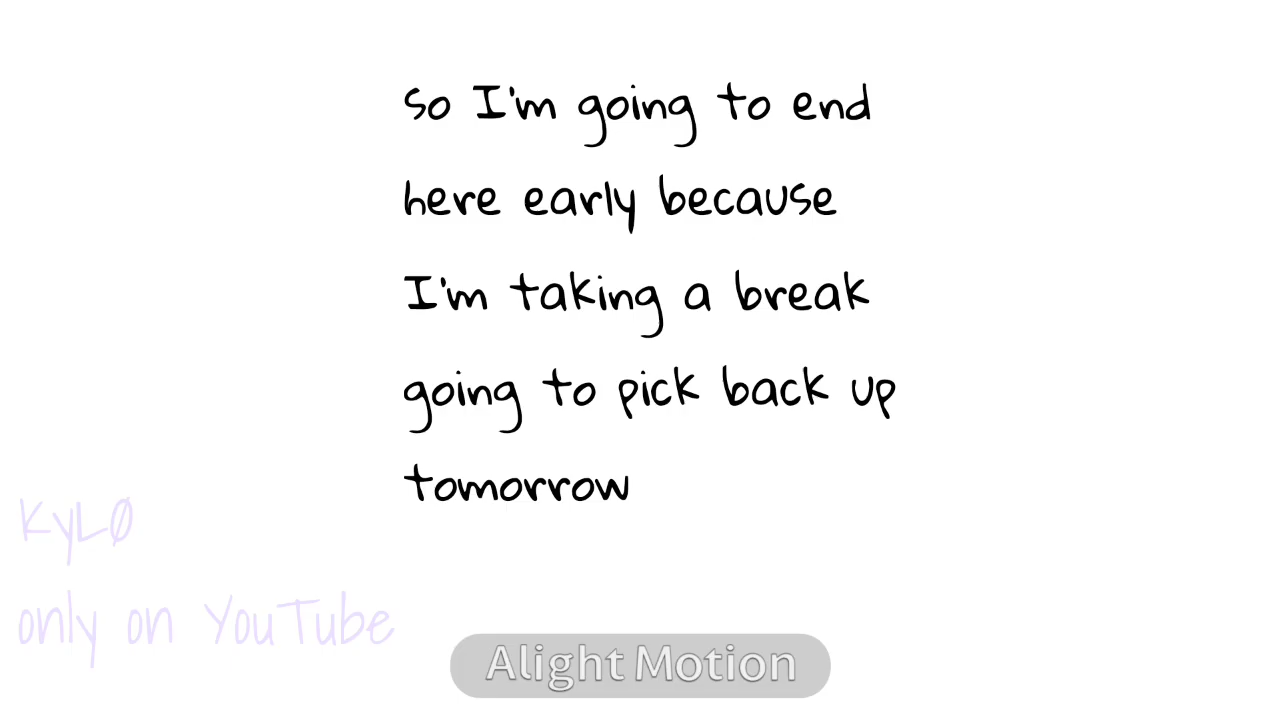 so I'm going to end
here early because
I'm taking a break
going to pick back up
tomorrow
KyLØ
only on YouTube
Alight Motion